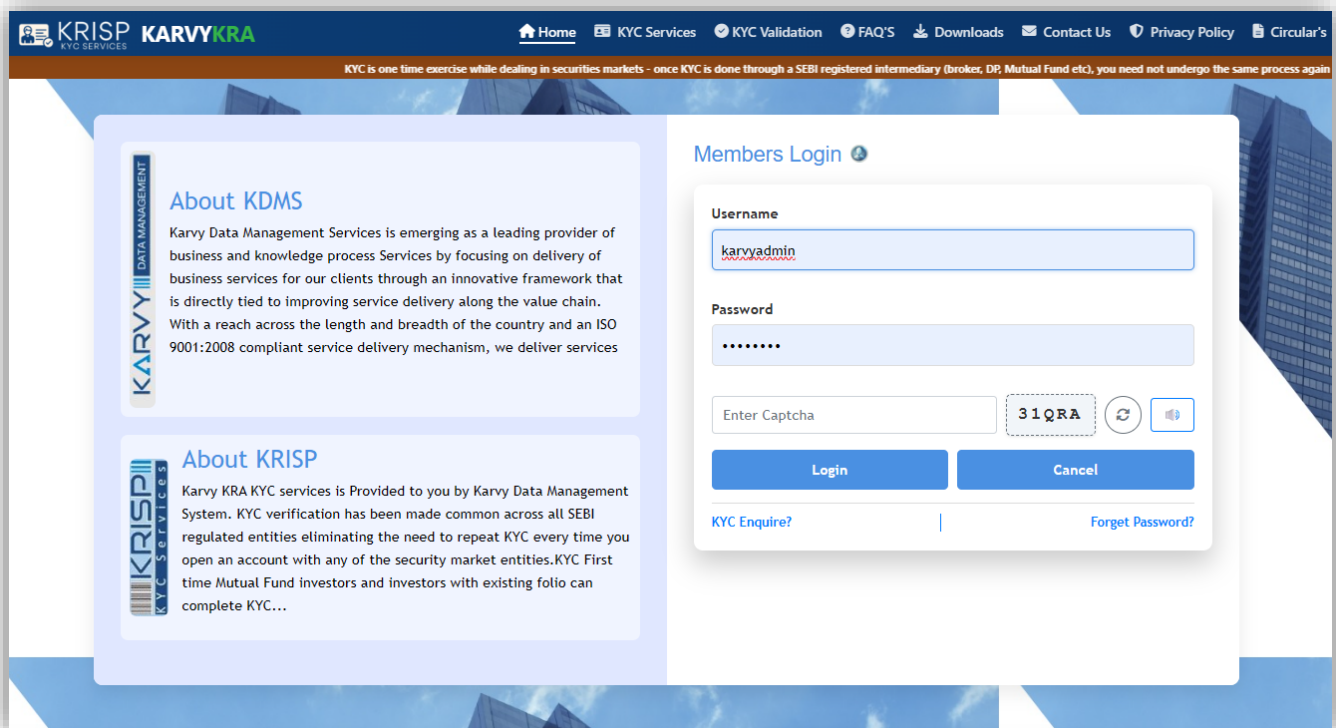 KRISP
KYC SERVICES
KARVYKRA
Home
KYC Services
KYC Validation
FAQ'S
Downloads
Contact Us
Privacy Policy
Circular's
KYC is one time exercise while dealing in securities markets - once KYC is done through a SEBI registered intermediary (broker, DP, Mutual Fund etc), you need not undergo the same process again
KARVY DATA MANAGEMENT
About KDMS
Karvy Data Management Services is emerging as a leading provider of
business and knowledge process Services by focusing on delivery of
business services for our clients through an innovative framework that
is directly tied to improving service delivery along the value chain.
With a reach across the length and breadth of the country and an ISO
9001:2008 compliant service delivery mechanism, we deliver services
KRISP
KYC Services
About KRISP
Karvy KRA KYC services is Provided to you by Karvy Data Management
System. KYC verification has been made common across all SEBI
regulated entities eliminating the need to repeat KYC every time you
open an account with any of the security market entities.KYC First
time Mutual Fund investors and investors with existing folio can
complete KYC...
Members Login
Username
karvyadmin
Password
••••••••
Enter Captcha
31QRA
Login
Cancel
KYC Enquire?
Forget Password?